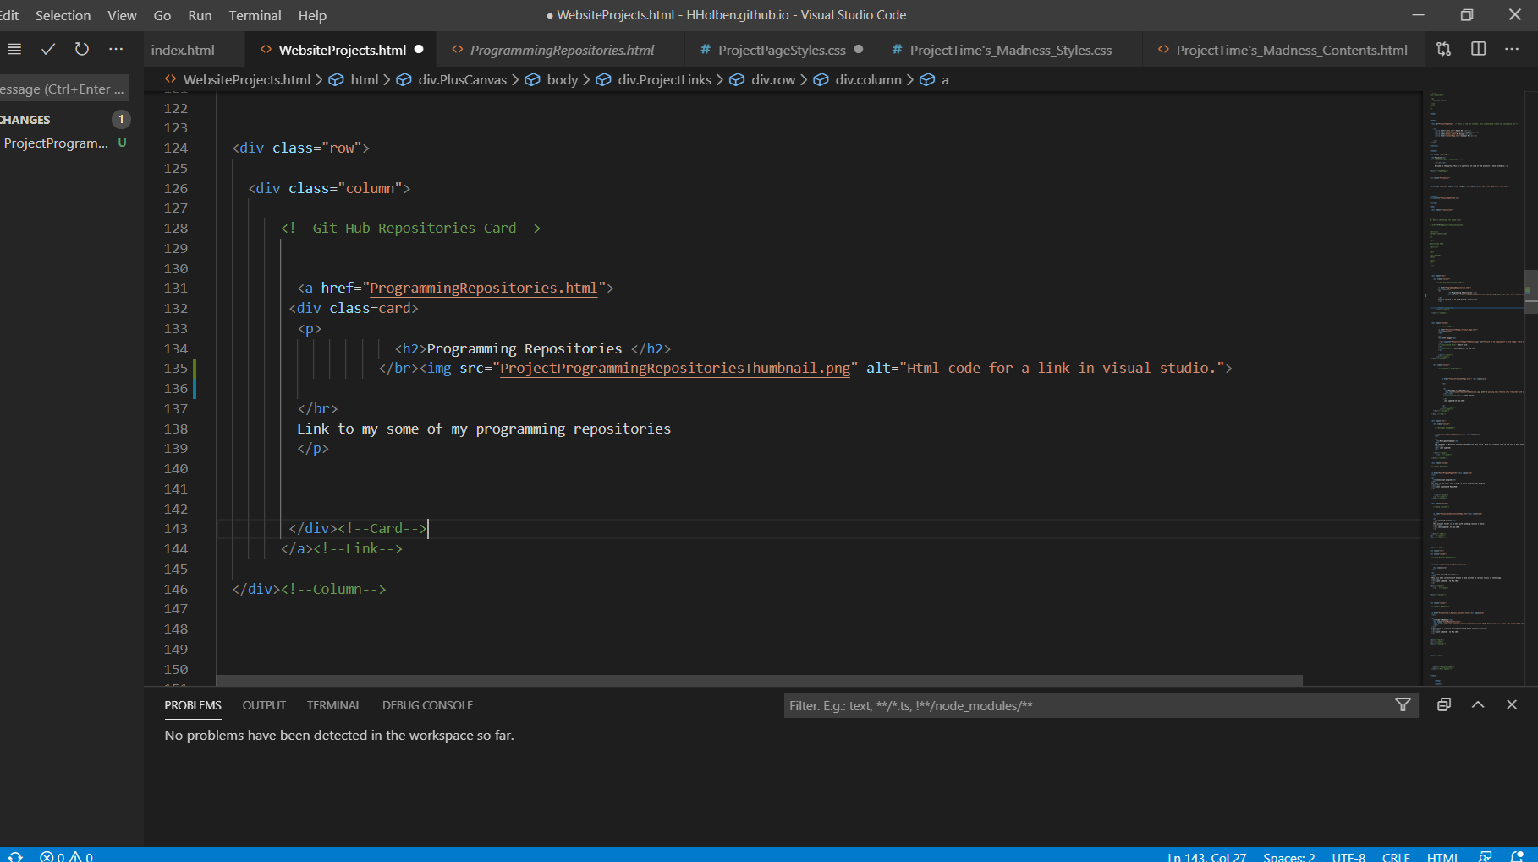 Edit Selection View Go Run Terminal Help
● WebsiteProjects.html - HHolben.github.io - Visual Studio Code
index.html
WebsiteProjects.html
ProgrammingRepositories.html
# ProjectPageStyles.css
# ProjectTime's_Madness_Styles.css
ProjectTime's_Madness_Contents.html
essage (Ctrl+Enter ...
CHANGES 1
ProjectProgram... U
WebsiteProjects.html > html > div.PlusCanvas > body > div.ProjectLinks > div.row > div.column > a
122
123
124 <div class="row">
125
126 <div class="column">
127
128 <! Git Hub Repositories Card >
129
130
131 <a href="ProgrammingRepositories.html">
132 <div class=card>
133 <p>
134 <h2>Programming Repositories </h2>
135 </br><img src="ProjectProgrammingRepositoriesThumbnail.png" alt="Html code for a link in visual studio.">
136
137 </br>
138 Link to my some of my programming repositories
139 </p>
140
141
142
143 </div><!--Card-->
144 </a><!--Link-->
145
146 </div><!--Column-->
147
148
149
150
PROBLEMS OUTPUT TERMINAL DEBUG CONSOLE
Filter. E.g.: text, **/*.ts, !**/node_modules/**
No problems have been detected in the workspace so far.
0 0
Ln 143, Col 27 Spaces: 2 UTF-8 CRLF HTML